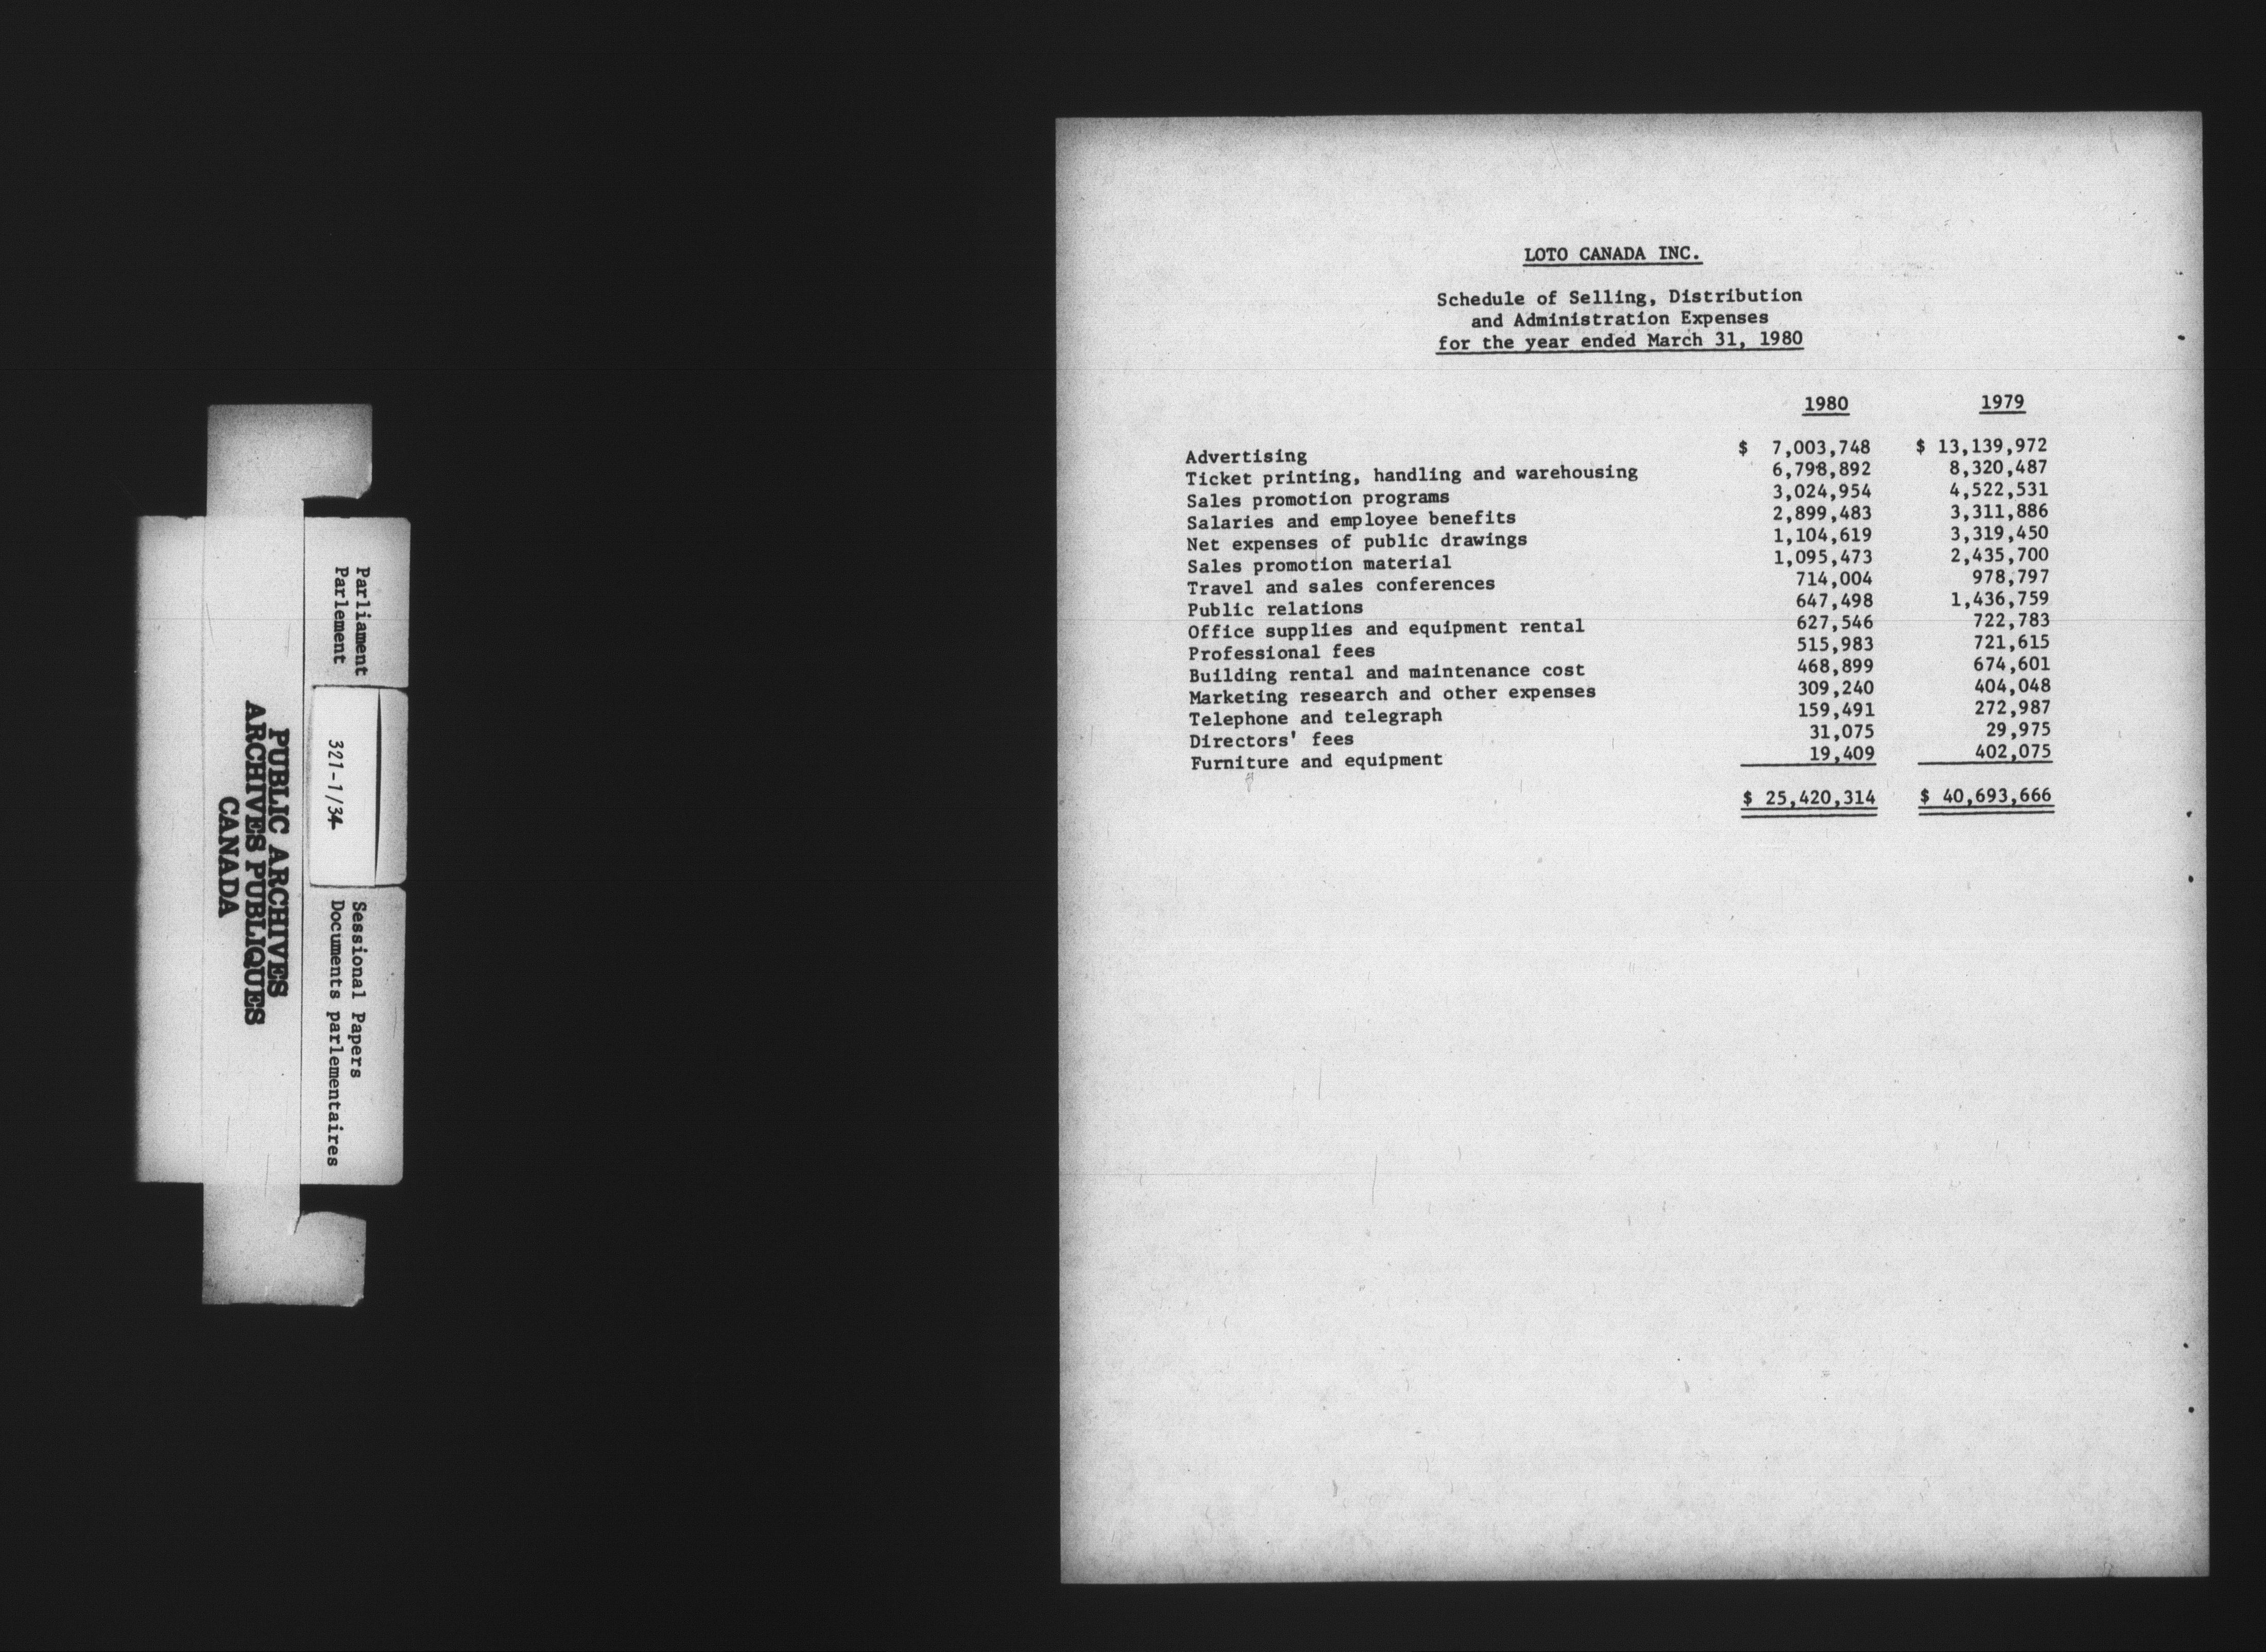 Parliament
Parlement
321-1/34
Sessional Papers
Documents parlementaires
PUBLIC ARCHIVES
ARCHIVES PUBLIQUES
CANADA
LOTO CANADA INC.
Schedule of Selling, Distribution
and Administration Expenses
for the year ended March 31, 1980
1980 1979
Advertising $ 7,003,748 $ 13,139,972
Ticket printing, handling and warehousing 6,798,892 8,320,487
Sales promotion programs 3,024,954 4,522,531
Salaries and employee benefits 2,899,483 3,311,886
Net expenses of public drawings 1,104,619 3,319,450
Sales promotion material 1,095,473 2,435,700
Travel and sales conferences 714,004 978,797
Public relations 647,498 1,436,759
Office supplies and equipment rental 627,546 722,783
Professional fees 515,983 721,615
Building rental and maintenance cost 468,899 674,601
Marketing research and other expenses 309,240 404,048
Telephone and telegraph 159,491 272,987
Directors' fees 31,075 29,975
Furniture and equipment 19,409 402,075
$ 25,420,314 $ 40,693,666